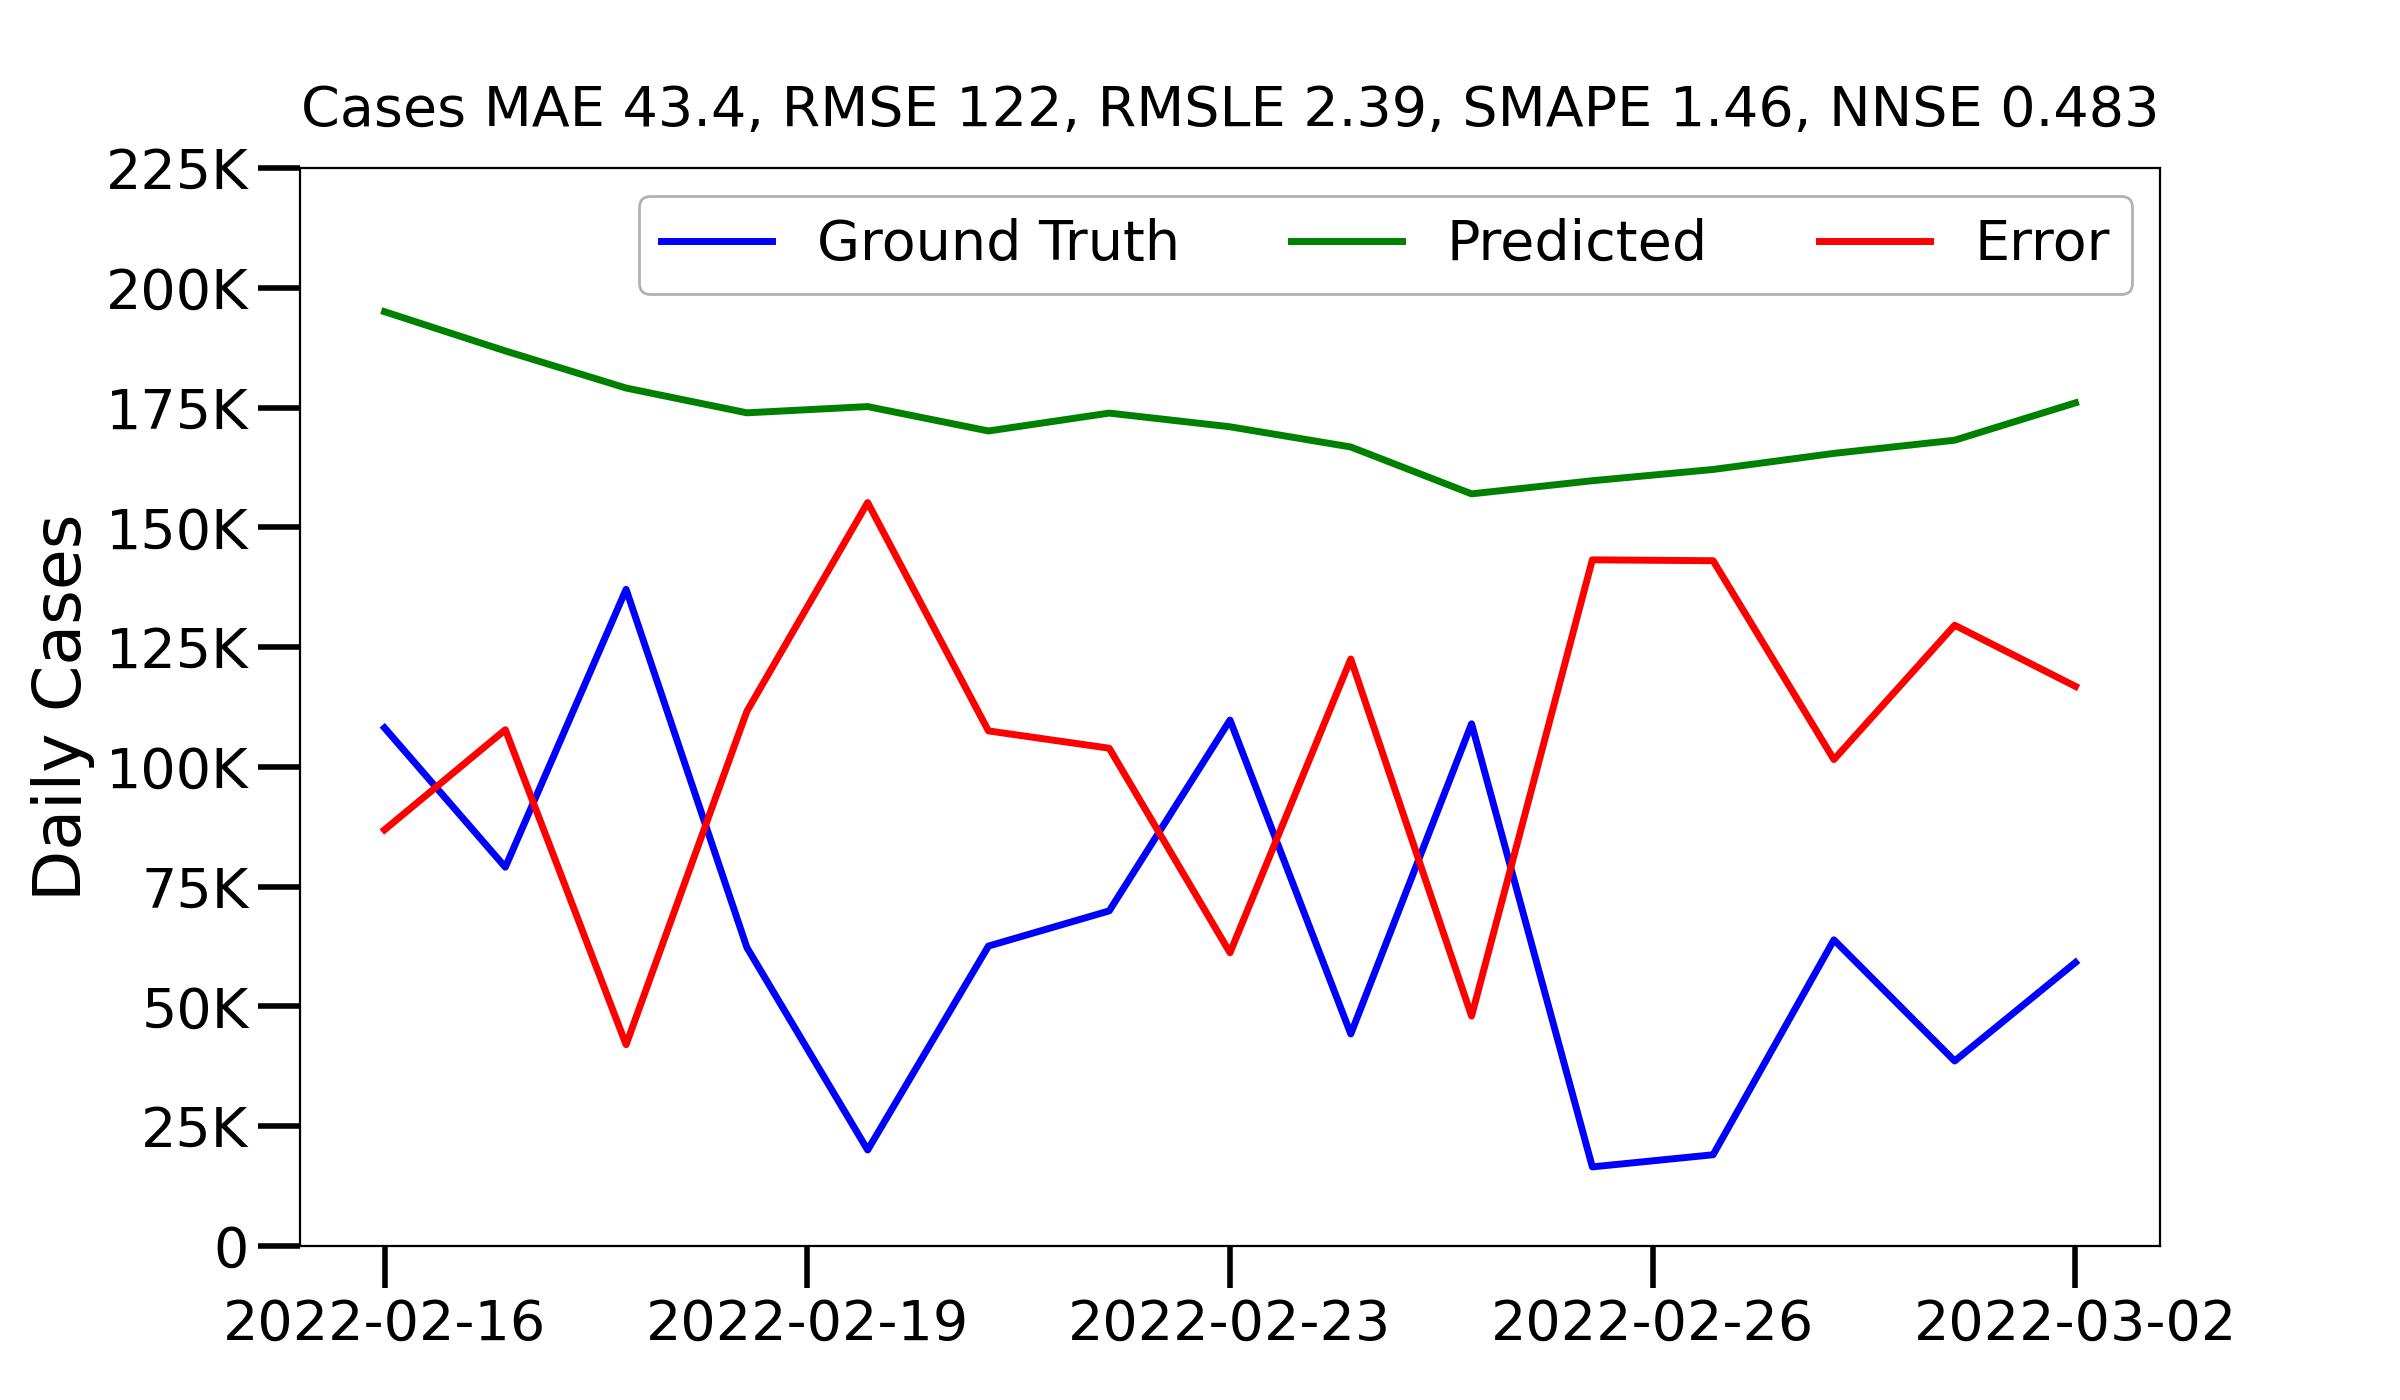 Cases MAE 43.4, RMSE 122, RMSLE 2.39, SMAPE 1.46, NNSE 0.483
Ground Truth
Predicted
Error
Daily Cases
225K
200K
175K
150K
125K
100K
75K
50K
25K
0
2022-02-16
2022-02-19
2022-02-23
2022-02-26
2022-03-02